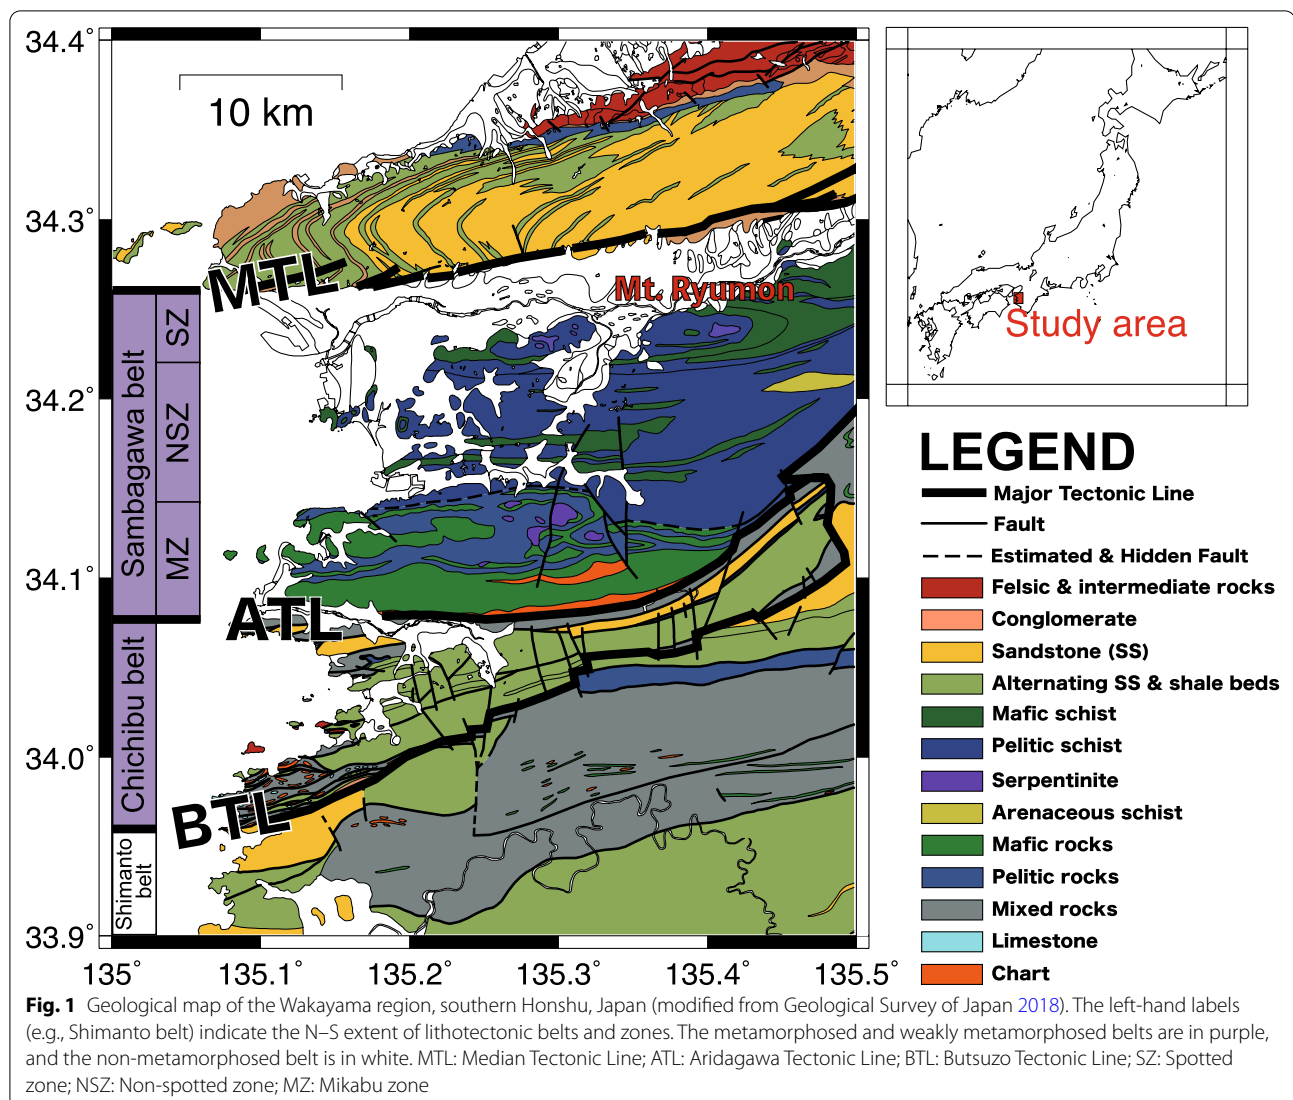 34.4°
10 km
34.3°
MTL
Mt. Ryumon
Study area
SZ
34.2°
Sambagawa belt
NSZ
MZ
34.1°
ATL
Chichibu belt
34.0°
BTL
Shimanto
belt
33.9°
135° 135.1° 135.2° 135.3° 135.4° 135.5°
LEGEND
Major Tectonic Line
Fault
Estimated & Hidden Fault
Felsic & intermediate rocks
Conglomerate
Sandstone (SS)
Alternating SS & shale beds
Mafic schist
Pelitic schist
Serpentinite
Arenaceous schist
Mafic rocks
Pelitic rocks
Mixed rocks
Limestone
Chart
Fig. 1 Geological map of the Wakayama region, southern Honshu, Japan (modified from Geological Survey of Japan 2018). The left-hand labels
(e.g., Shimanto belt) indicate the N–S extent of lithotectonic belts and zones. The metamorphosed and weakly metamorphosed belts are in purple,
and the non-metamorphosed belt is in white. MTL: Median Tectonic Line; ATL: Aridagawa Tectonic Line; BTL: Butsuzo Tectonic Line; SZ: Spotted
zone; NSZ: Non-spotted zone; MZ: Mikabu zone